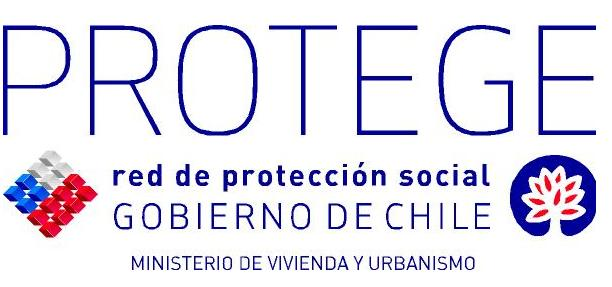 PROTEGE
red de protección social
GOBIERNO DE CHILE
MINISTERIO DE VIVIENDA Y URBANISMO